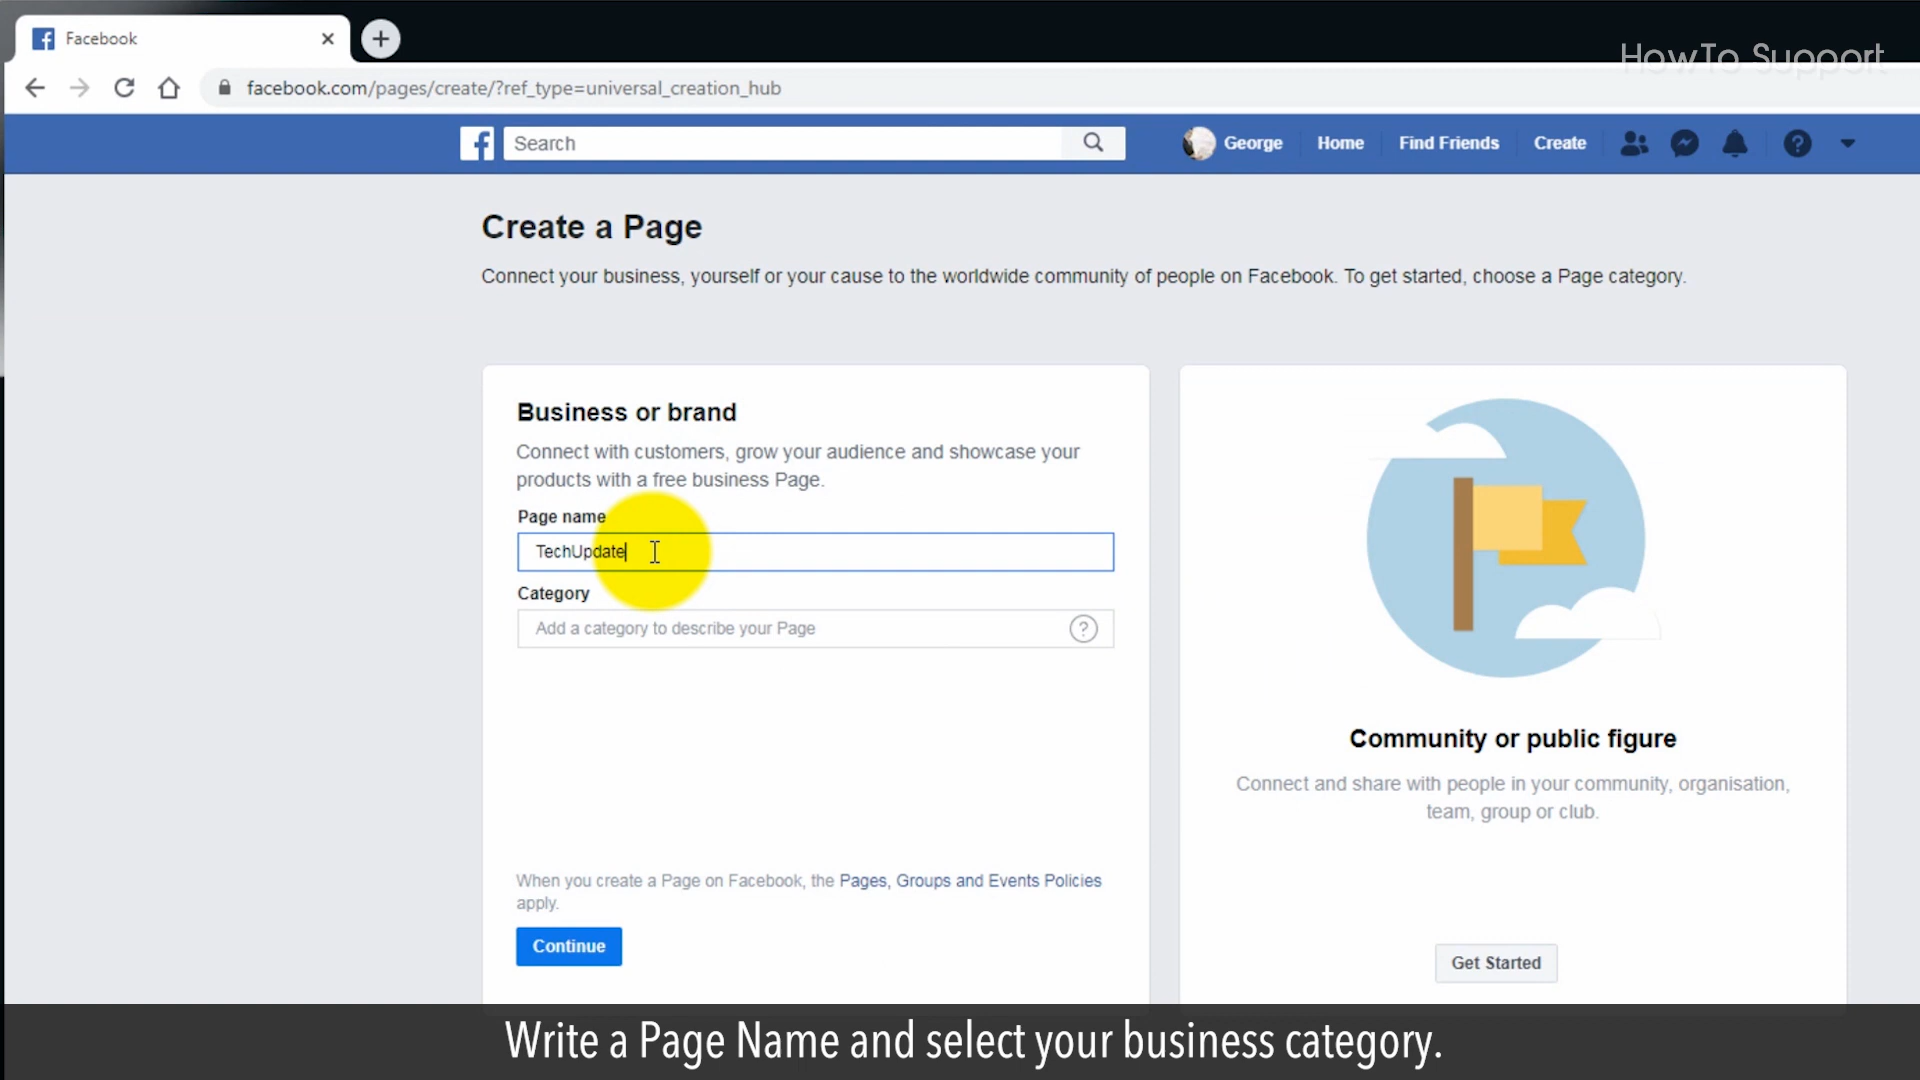 Facebook
HowTo Support
facebook.com/pages/create/?ref_type=universal_creation_hub
Search
George
Home
Find Friends
Create
Create a Page
Connect your business, yourself or your cause to the worldwide community of people on Facebook. To get started, choose a Page category.
Business or brand
Connect with customers, grow your audience and showcase your
products with a free business Page.
Page name
TechUpdate
Category
Add a category to describe your Page
When you create a Page on Facebook, the Pages, Groups and Events Policies
apply.
Continue
Community or public figure
Connect and share with people in your community, organisation,
team, group or club.
Get Started
Write a Page Name and select your business category.